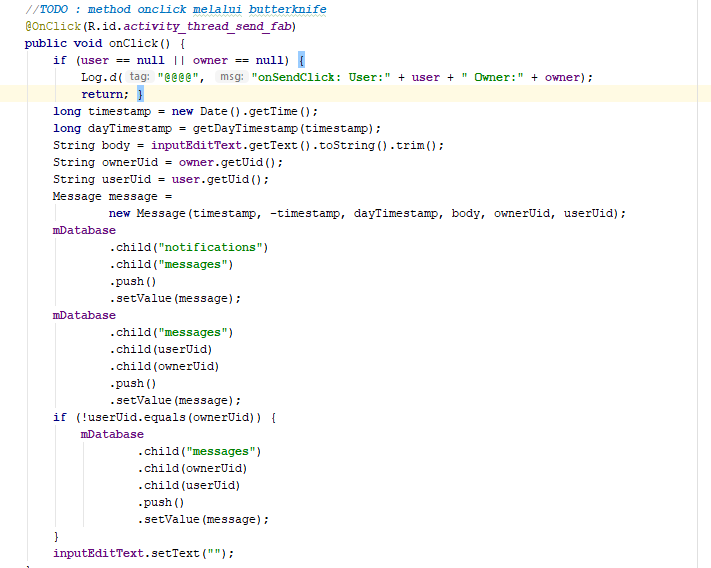 //TODO : method onclick melalui butterknife
@OnClick(R.id.activity_thread_send_fab)
public void onClick() {
    if (user == null || owner == null) {
        Log.d( tag: "@@@@",  msg: "onSendClick: User:" + user + " Owner:" + owner);
        return; }
    long timestamp = new Date().getTime();
    long dayTimestamp = getDayTimestamp(timestamp);
    String body = inputEditText.getText().toString().trim();
    String ownerUid = owner.getUid();
    String userUid = user.getUid();
    Message message =
            new Message(timestamp, -timestamp, dayTimestamp, body, ownerUid, userUid);
    mDatabase
            .child("notifications")
            .child("messages")
            .push()
            .setValue(message);
    mDatabase
            .child("messages")
            .child(userUid)
            .child(ownerUid)
            .push()
            .setValue(message);
    if (!userUid.equals(ownerUid)) {
        mDatabase
                .child("messages")
                .child(ownerUid)
                .child(userUid)
                .push()
                .setValue(message);
    }
    inputEditText.setText("");